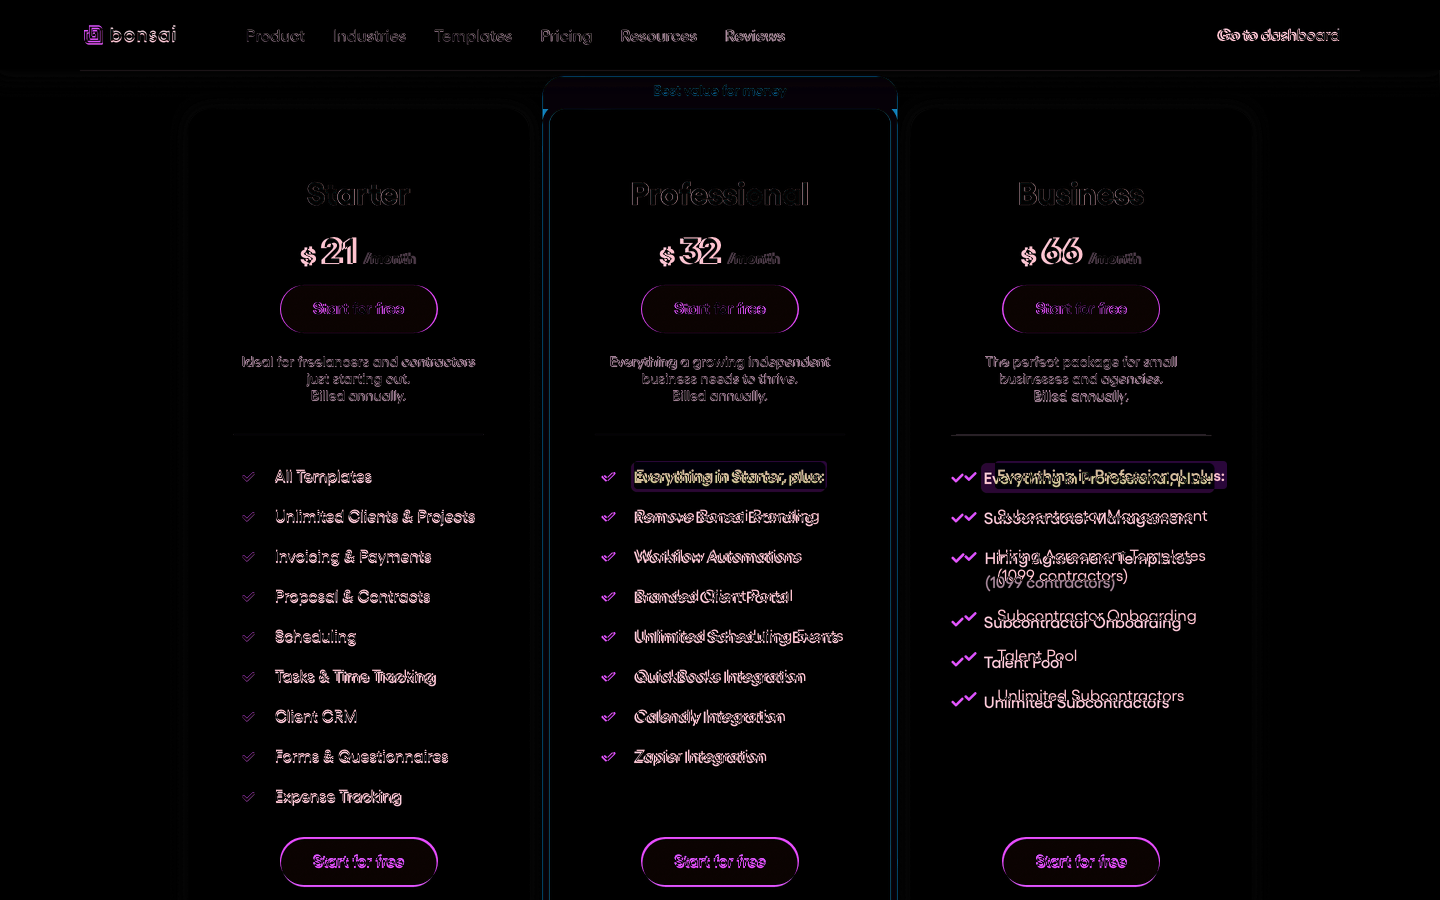 bonsai
Product
Industries
Templates
Pricing
Resources
Reviews
Go to dashboard
Best value for money
Starter
$21 /month
Start for free
Ideal for freelancers and contractors
just starting out.
Billed annually.
All Templates
Unlimited Clients & Projects
Invoicing & Payments
Proposal & Contracts
Scheduling
Tasks & Time Tracking
Client CRM
Forms & Questionnaires
Expense Tracking
Start for free
Professional
$32 /month
Start for free
Everything a growing independent
business needs to thrive.
Billed annually.
Everything in Starter, plus:
Remove Bonsai Branding
Workflow Automations
Branded Client Portal
Unlimited Scheduling Events
QuickBooks Integration
Calendly Integration
Zapier Integration
Start for free
Business
$66 /month
Start for free
The perfect package for small
businesses and agencies.
Billed annually.
Everything in Professional, plus:
Subcontractor Management
Hiring Agreement Templates
(1099 contractors)
Subcontractor Onboarding
Talent Pool
Unlimited Subcontractors
Start for free